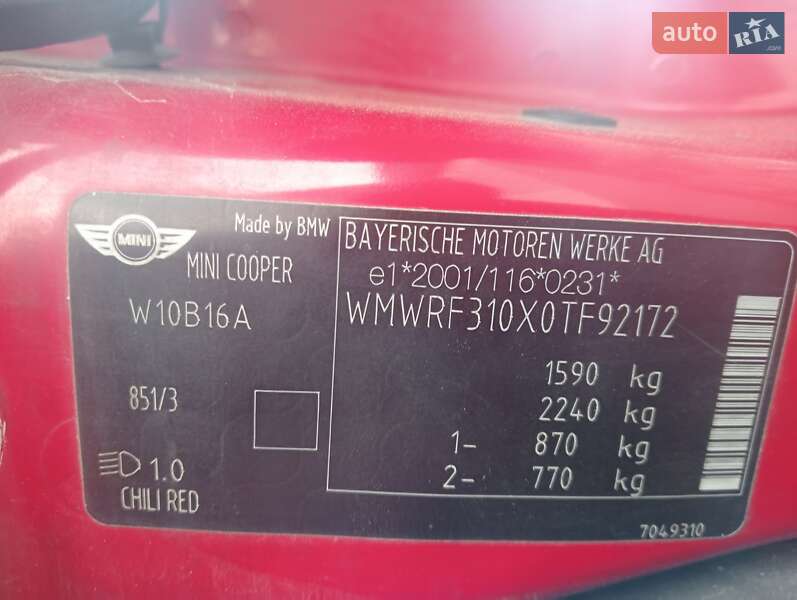 auto RIA.com
MINI
Made by BMW
MINI COOPER
W10B16A
851/3
1.0
CHILI RED
BAYERISCHE MOTOREN WERKE AG
e1*2001/116*0231*
WMWRF310X0TF92172
1590 kg
2240 kg
1- 870 kg
2- 770 kg
7049310